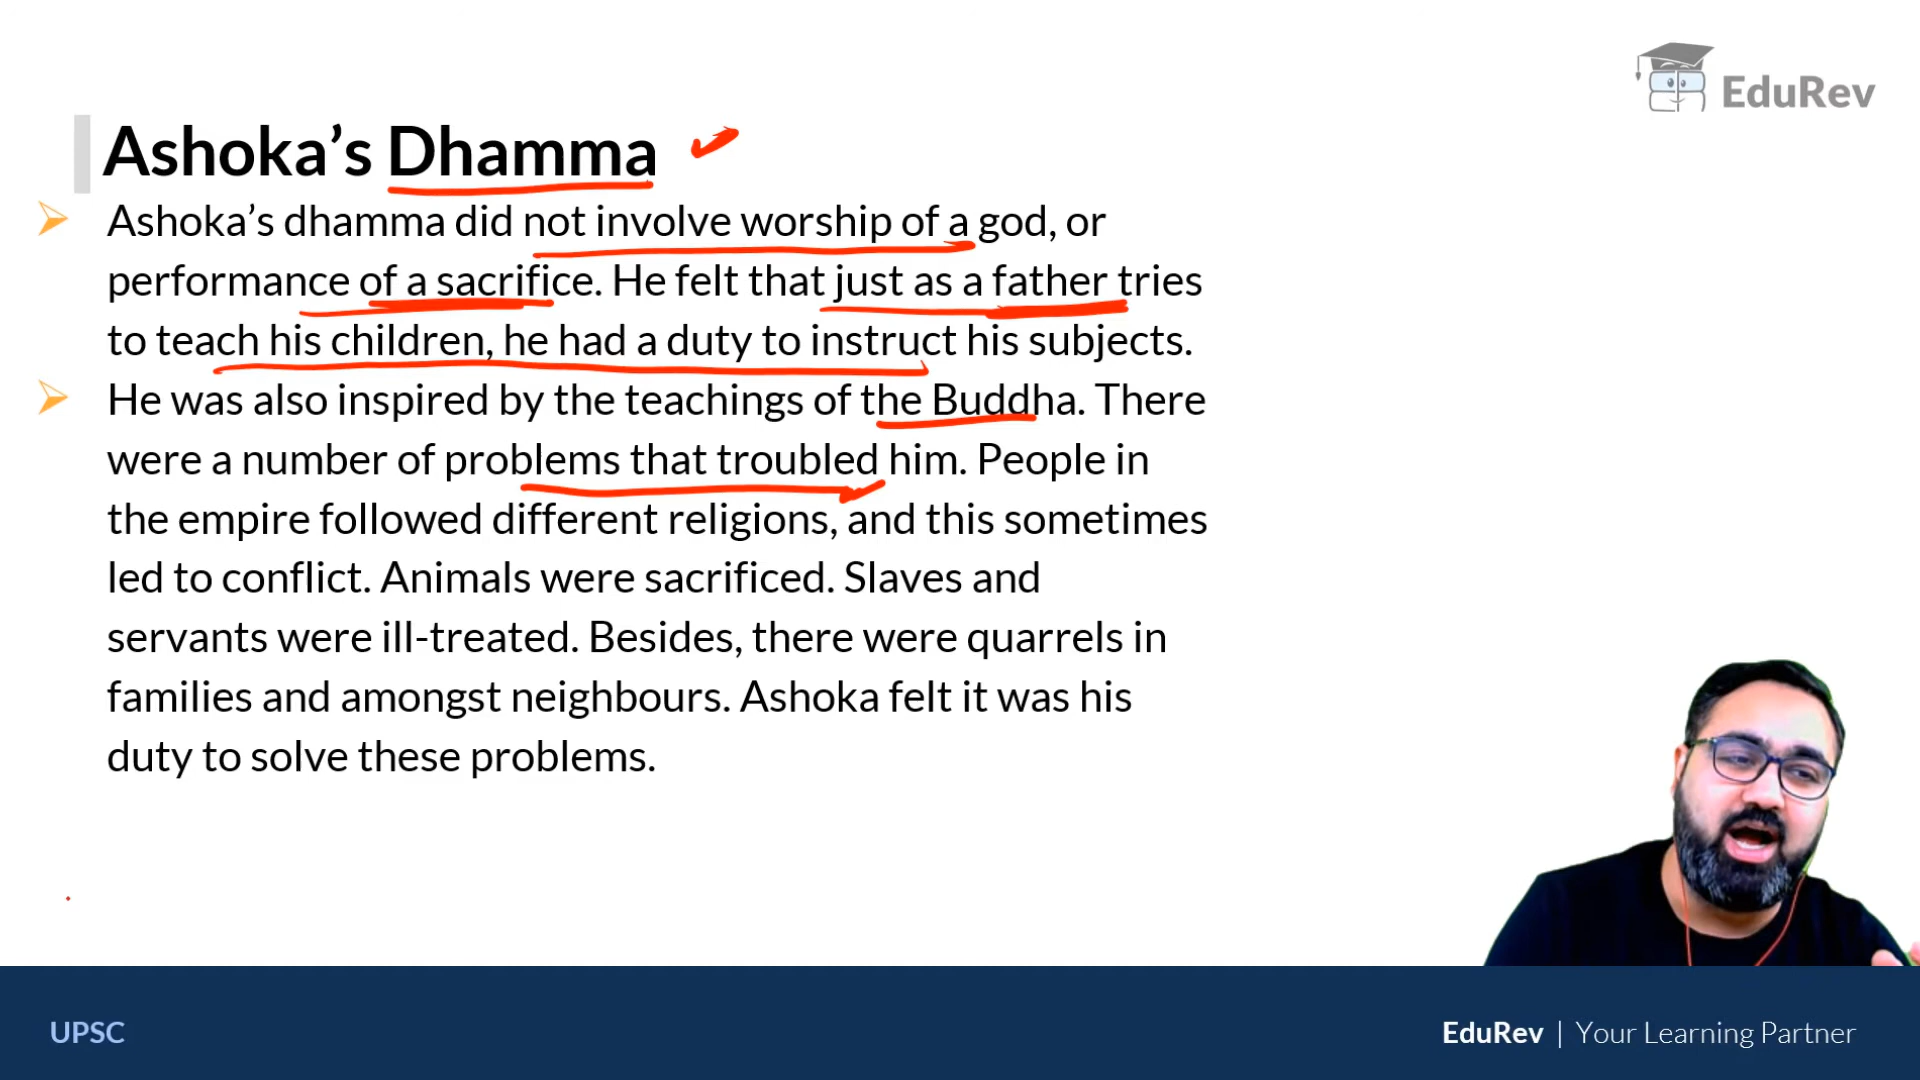 EduRev
Ashoka’s Dhamma
Ashoka’s dhamma did not involve worship of a god, or
performance of a sacrifice. He felt that just as a father tries
to teach his children, he had a duty to instruct his subjects.
He was also inspired by the teachings of the Buddha. There
were a number of problems that troubled him. People in
the empire followed different religions, and this sometimes
led to conflict. Animals were sacrificed. Slaves and
servants were ill-treated. Besides, there were quarrels in
families and amongst neighbours. Ashoka felt it was his
duty to solve these problems.
UPSC
EduRev | Your Learning Partner